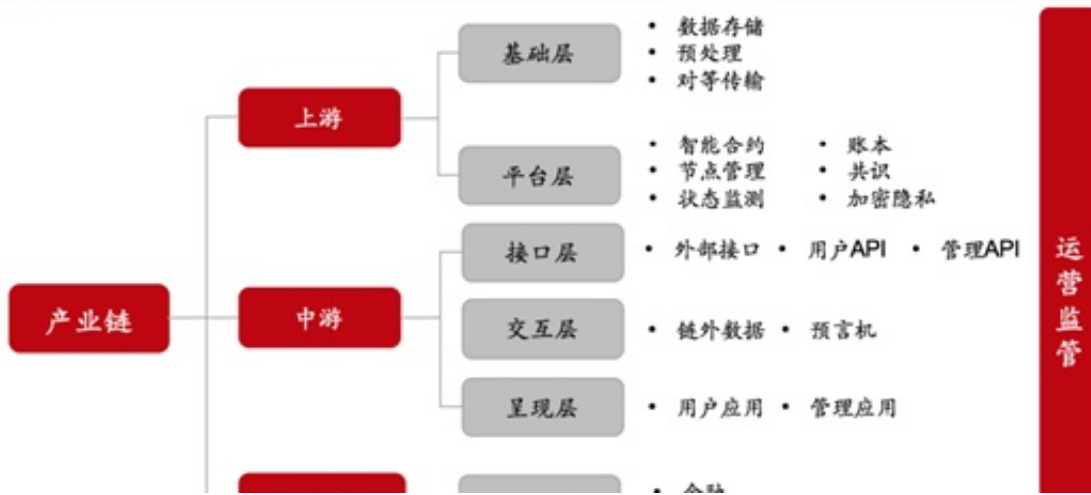 产业链
上游
基础层
• 数据存储
• 预处理
• 对等传输
平台层
• 智能合约 • 账本
• 节点管理 • 共识
• 状态监测 • 加密隐私
中游
接口层
• 外部接口 • 用户API • 管理API
交互层
• 链外数据 • 预言机
呈现层
• 用户应用 • 管理应用
运营监管